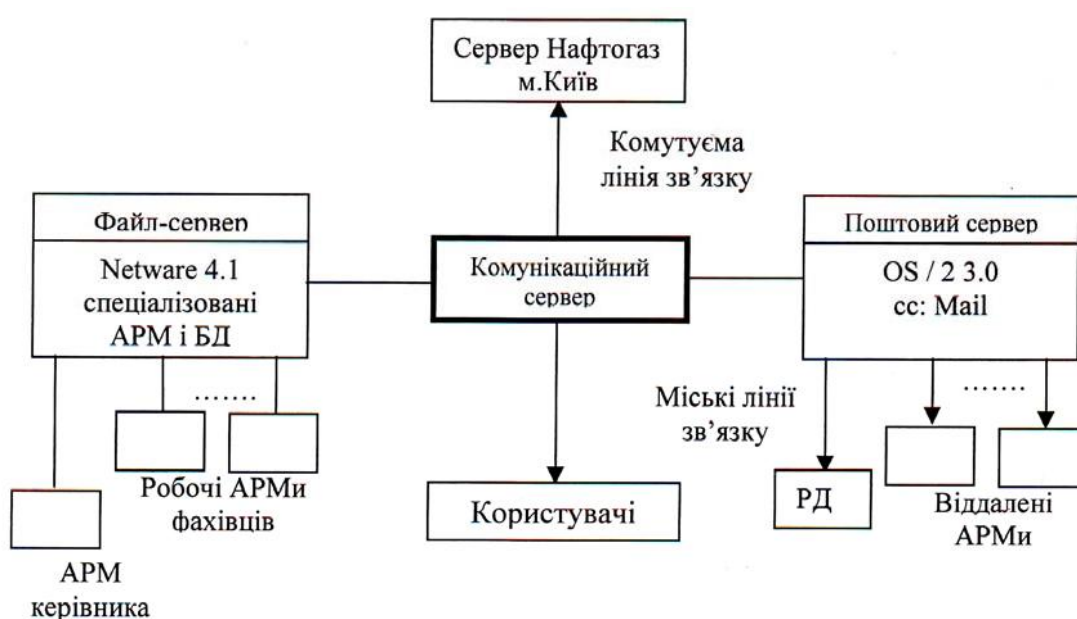 Сервер Нафтогаз
м.Київ
Комутуєма
лінія зв’язку
Файл-сервер
Netware 4.1
спеціалізовані
АРМ і БД
Комунікаційний
сервер
Поштовий сервер
OS / 2 3.0
cc: Mail
........
Робочі АРМи
фахівців
АРМ
керівника
Міські лінії
зв’язку
Користувачі
РД
........
Віддалені
АРМи